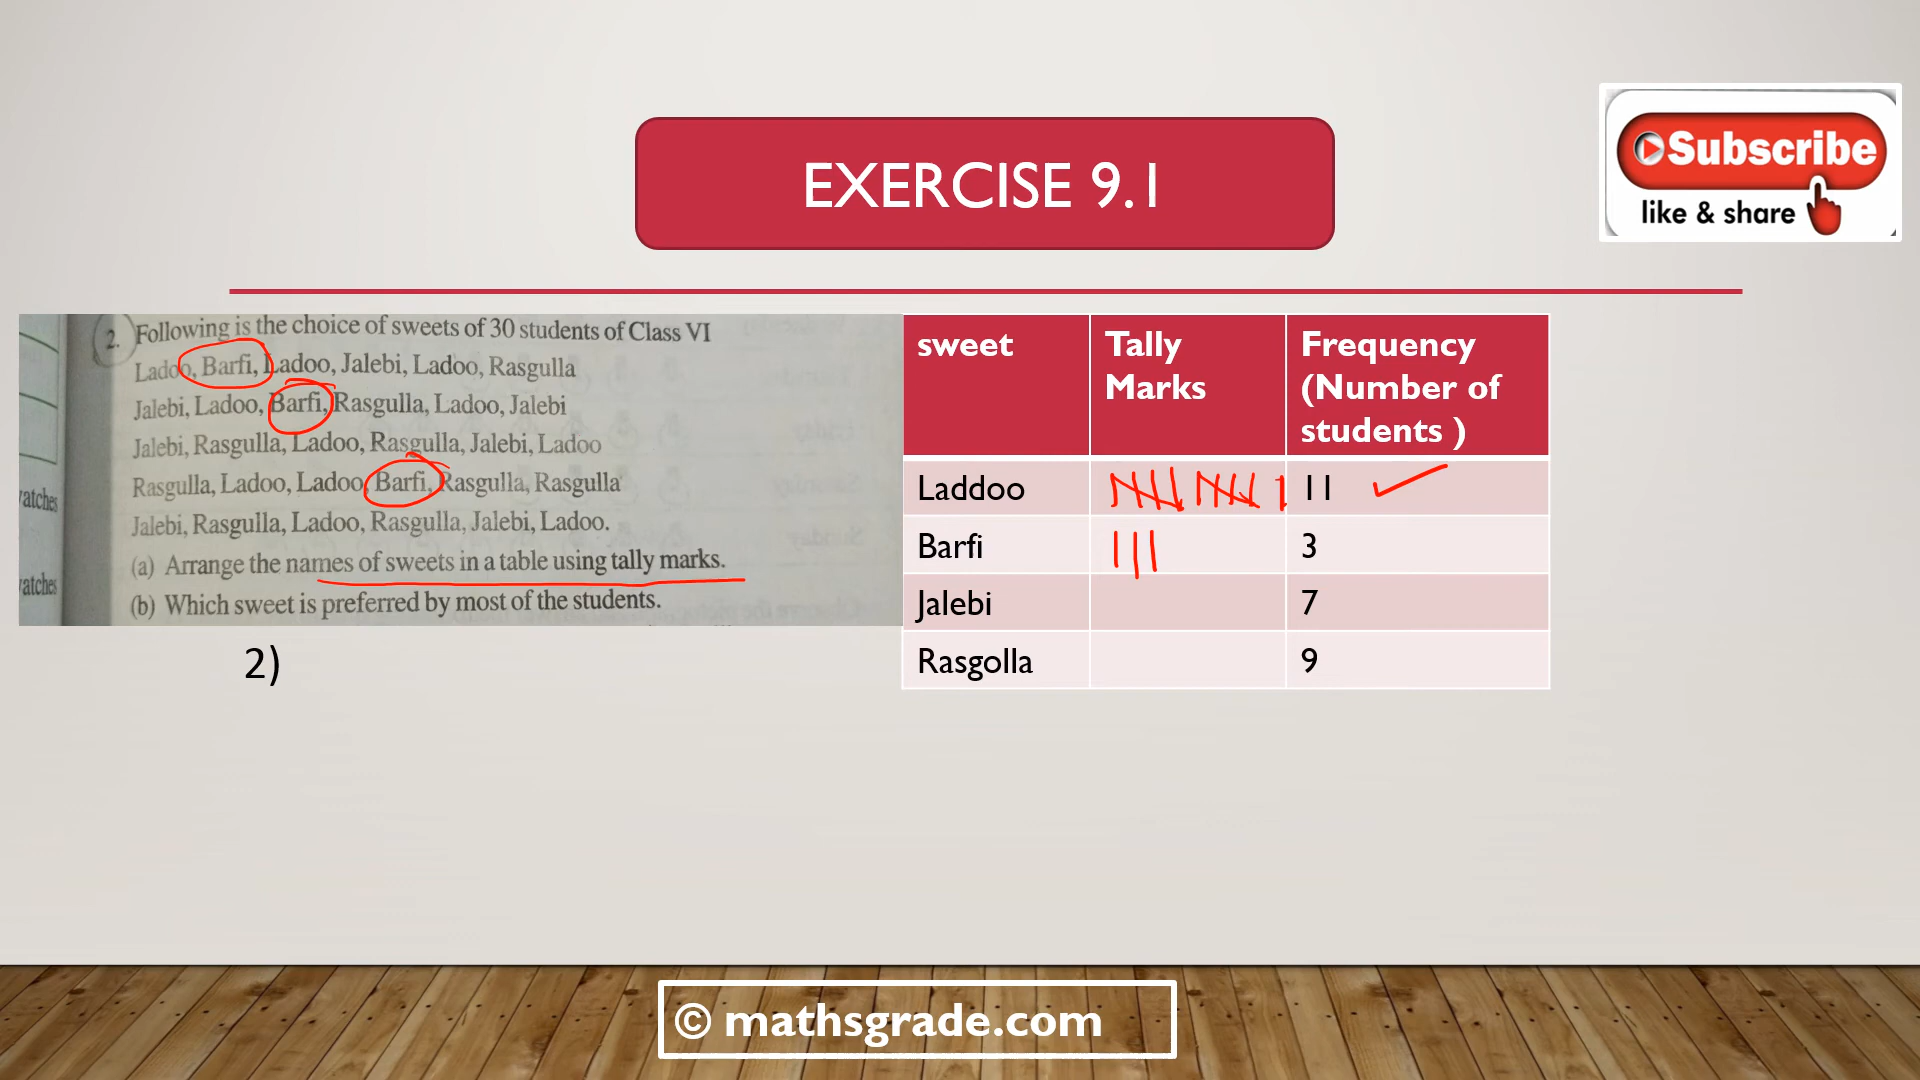 EXERCISE 9.1
Subscribe
like & share
2. Following is the choice of sweets of 30 students of Class VI
Ladoo, Barfi, Ladoo, Jalebi, Ladoo, Rasgulla
Jalebi, Ladoo, Barfi, Rasgulla, Ladoo, Jalebi
Jalebi, Rasgulla, Ladoo, Rasgulla, Jalebi, Ladoo
Rasgulla, Ladoo, Ladoo, Barfi, Rasgulla, Rasgulla
Jalebi, Rasgulla, Ladoo, Rasgulla, Jalebi, Ladoo.
(a) Arrange the names of sweets in a table using tally marks.
(b) Which sweet is preferred by most of the students.
atches
atches
2)
sweet Tally Marks Frequency (Number of students )
Laddoo 11
Barfi 3
Jalebi 7
Rasgolla 9
© mathsgrade.com